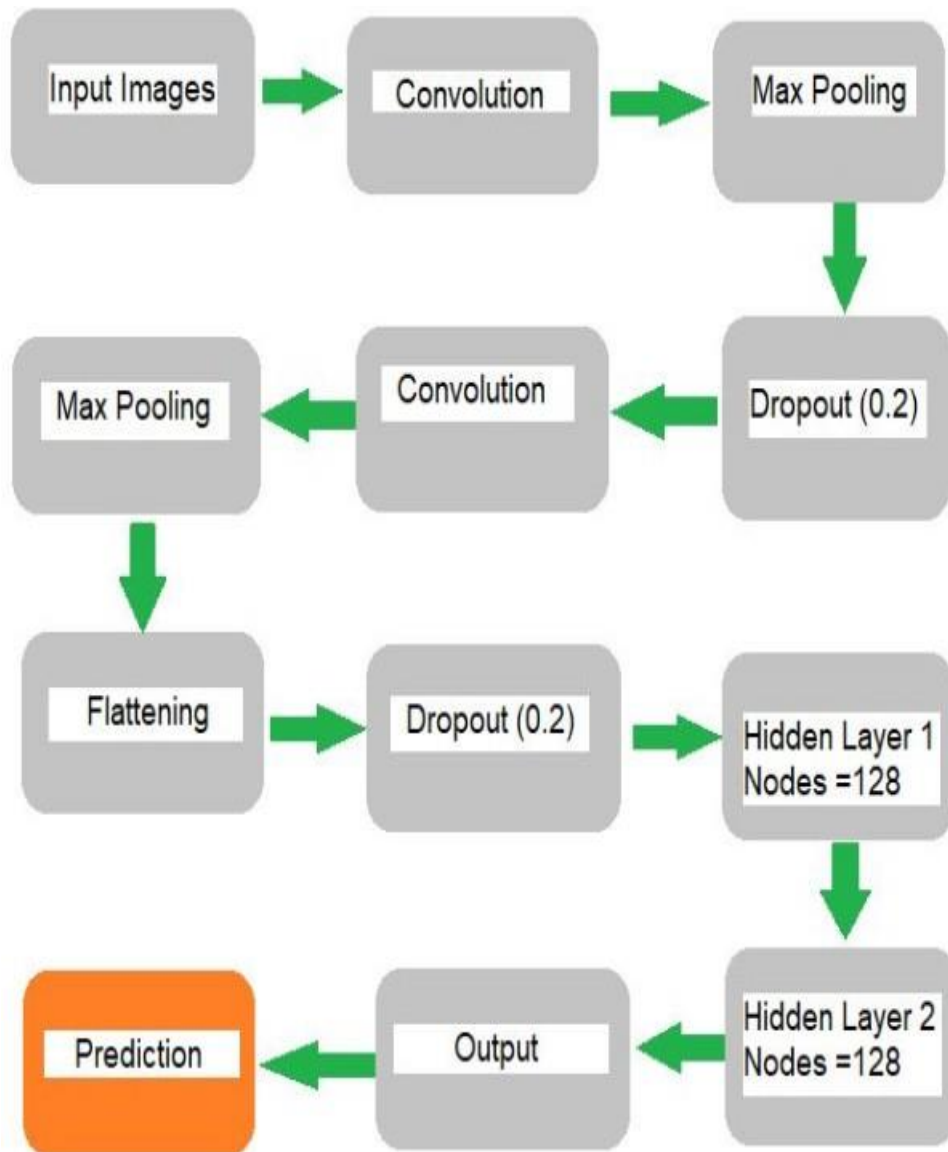 Input Images
Convolution
Max Pooling
Dropout (0.2)
Convolution
Max Pooling
Flattening
Dropout (0.2)
Hidden Layer 1
Nodes =128
Hidden Layer 2
Nodes =128
Output
Prediction